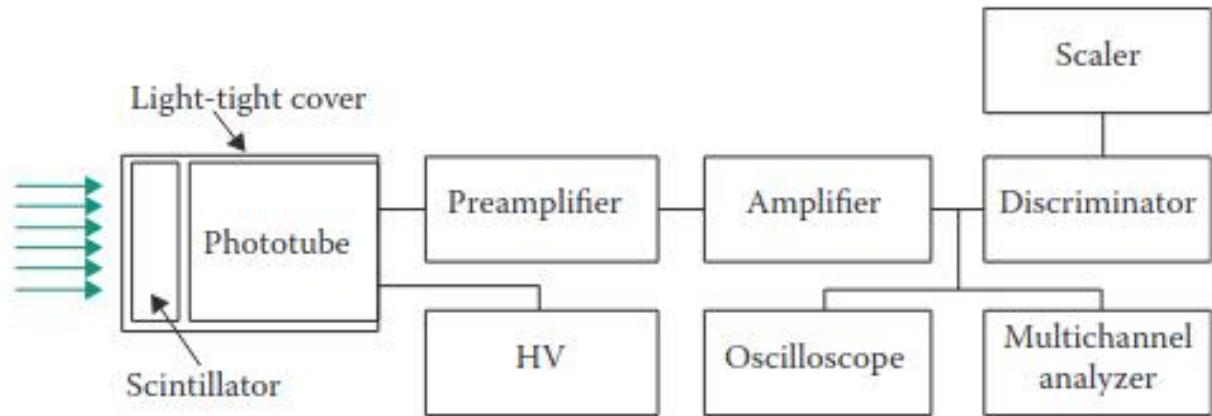 Scaler
Light-tight cover
Preamplifier
Amplifier
Discriminator
Phototube
HV
Oscilloscope
Multichannel
analyzer
Scintillator